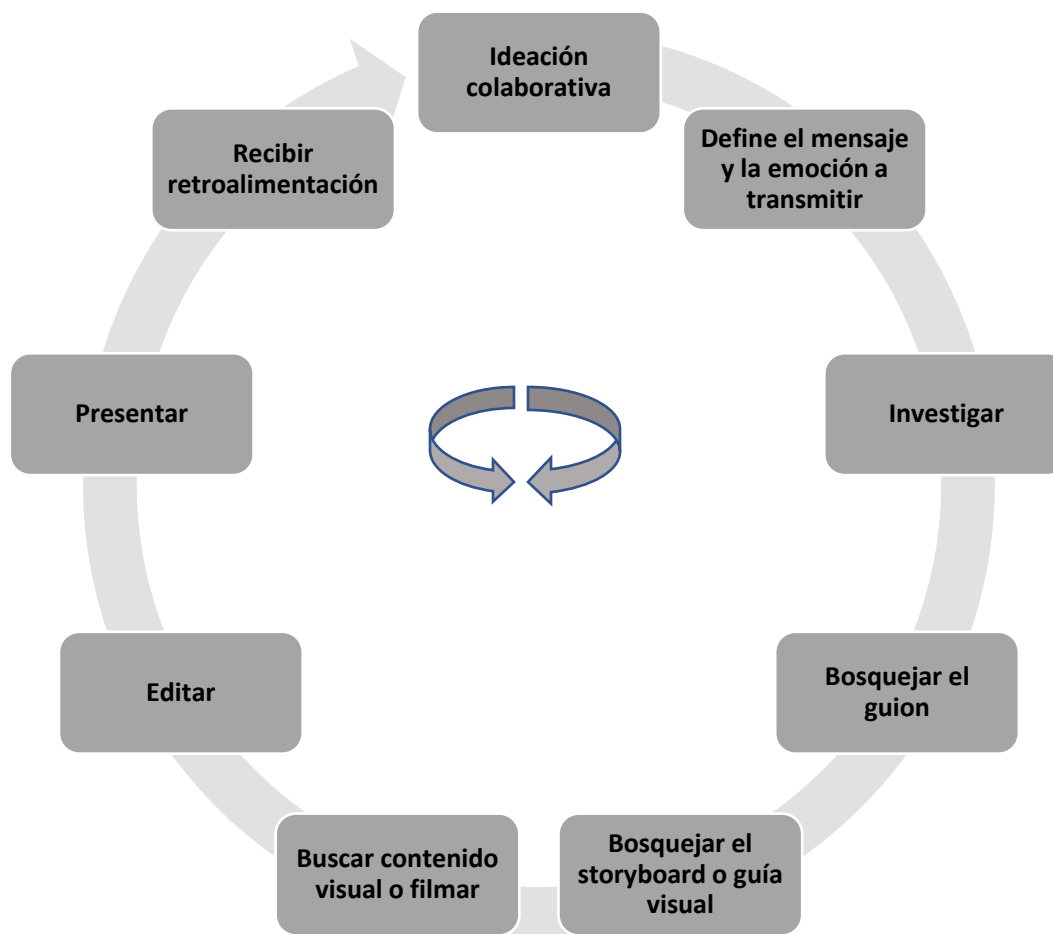 Ideación
colaborativa
Define el mensaje
y la emoción a
transmitir
Investigar
Bosquejar el
guion
Bosquejar el
storyboard o guía
visual
Buscar contenido
visual o filmar
Editar
Presentar
Recibir
retroalimentación